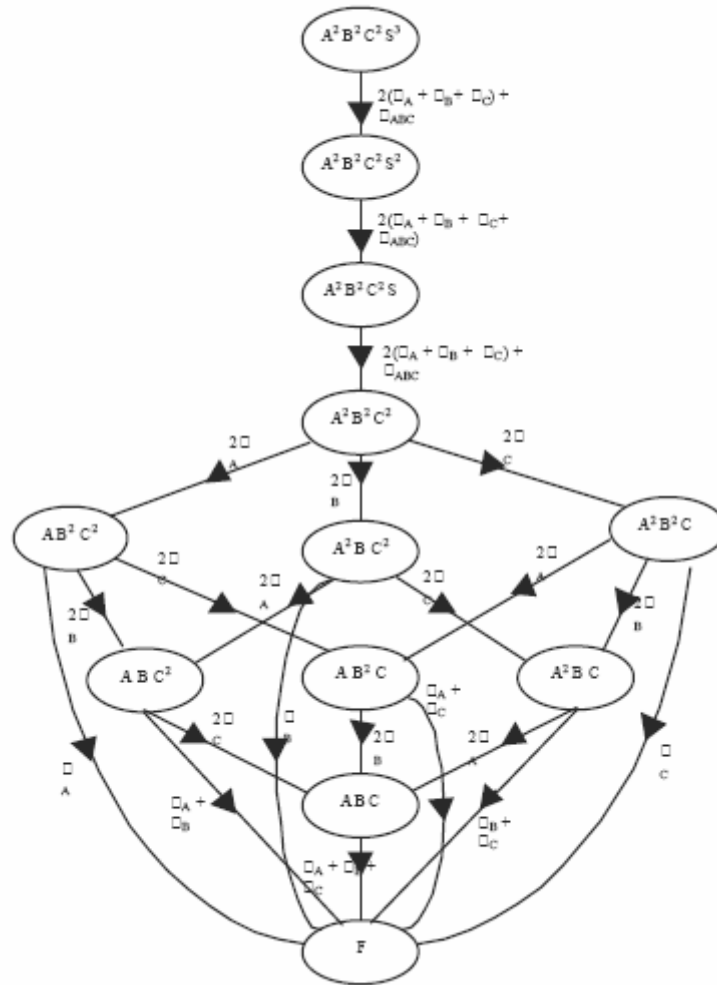 A²B²C²S³
2(□A + □B+ □C) +
□ABC
A²B²C²S²
2(□A + □B + □C+
□ABC)
A²B²C²S
2(□A + □B + □C) +
□ABC
A²B²C²
2□
A
2□
B
2□
C
AB²C²
A²BC²
A²B²C
2□
C
2□
A
2□
C
2□
A
2□
B
2□
B
ABC²
AB²C
A²BC
□A +
□C
□B
2□
C
2□
B
2□
A
□
A
□
C
ABC
□A +
□B
□B +
□C
□A + □B +
□C
F